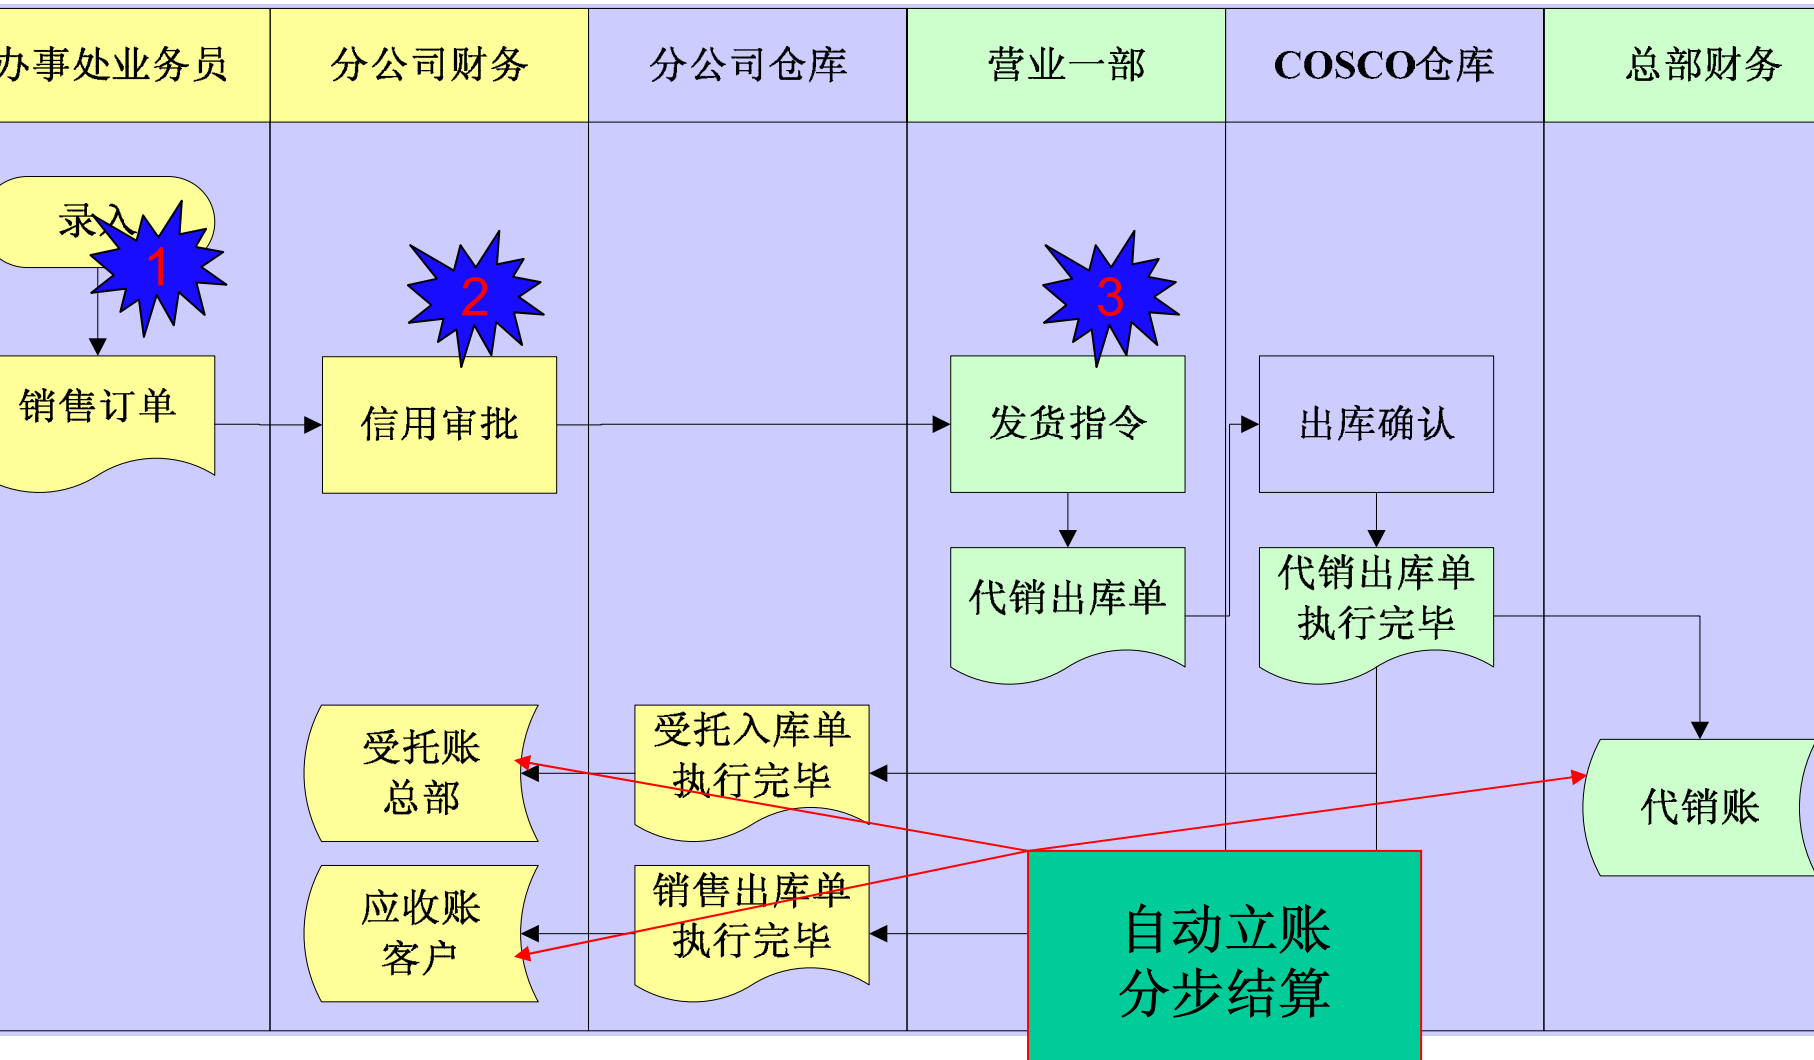 办事处业务员
分公司财务
分公司仓库
营业一部
COSCO仓库
总部财务
录入
1
2
3
销售订单
信用审批
发货指令
出库确认
代销出库单
代销出库单
执行完毕
受托账
总部
受托入库单
执行完毕
代销账
应收账
客户
销售出库单
执行完毕
自动立账
分步结算